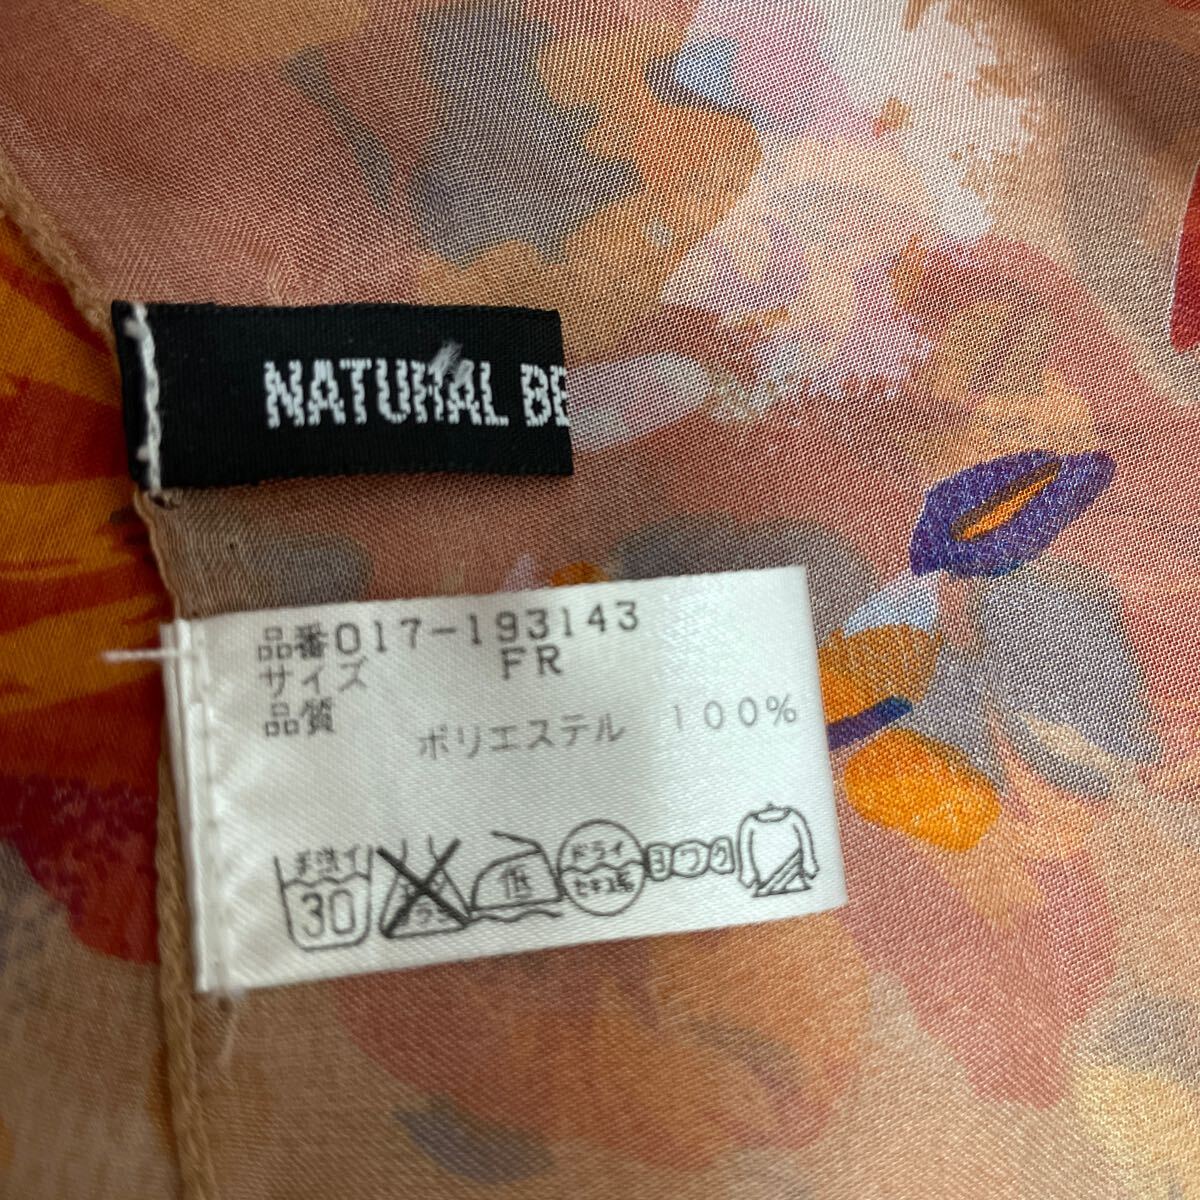 NATURAL BE
品番017-193143
サイズ FR
品質
ポリエステル 100%
手洗イ 30
低
ドライ
セキユ系
ヨワク